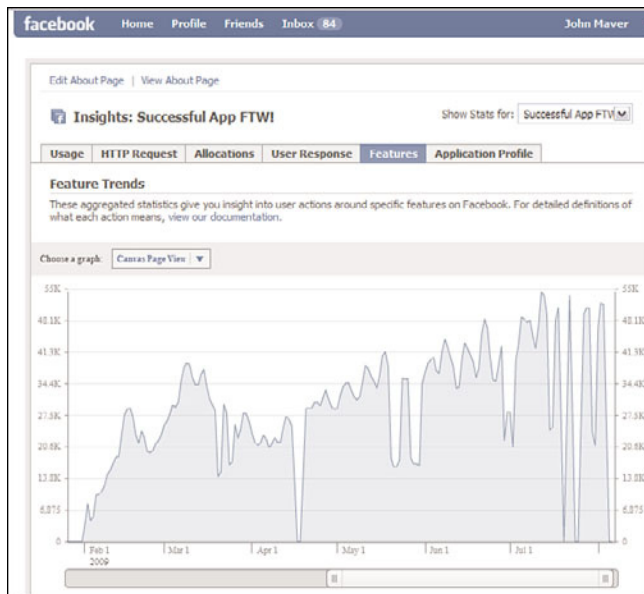 facebook Home Profile Friends Inbox 84 John Maver
Edit About Page | View About Page
Insights: Successful App FTW! Show Stats for: Successful App FTW
Usage HTTP Request Allocations User Response Features Application Profile
Feature Trends
These aggregated statistics give you insight into user actions around specific features on Facebook. For detailed definitions of
what each action means, view our documentation.
Choose a graph: Canvas Page View
55K 55K
48.1K 48.1K
41.3K 41.3K
34.4K 34.4K
27.5K 27.5K
20.6K 20.6K
13.8K 13.8K
6,875 6,875
0 0
Feb 1 Mar 1 Apr 1 May 1 Jun 1 Jul 1
2009